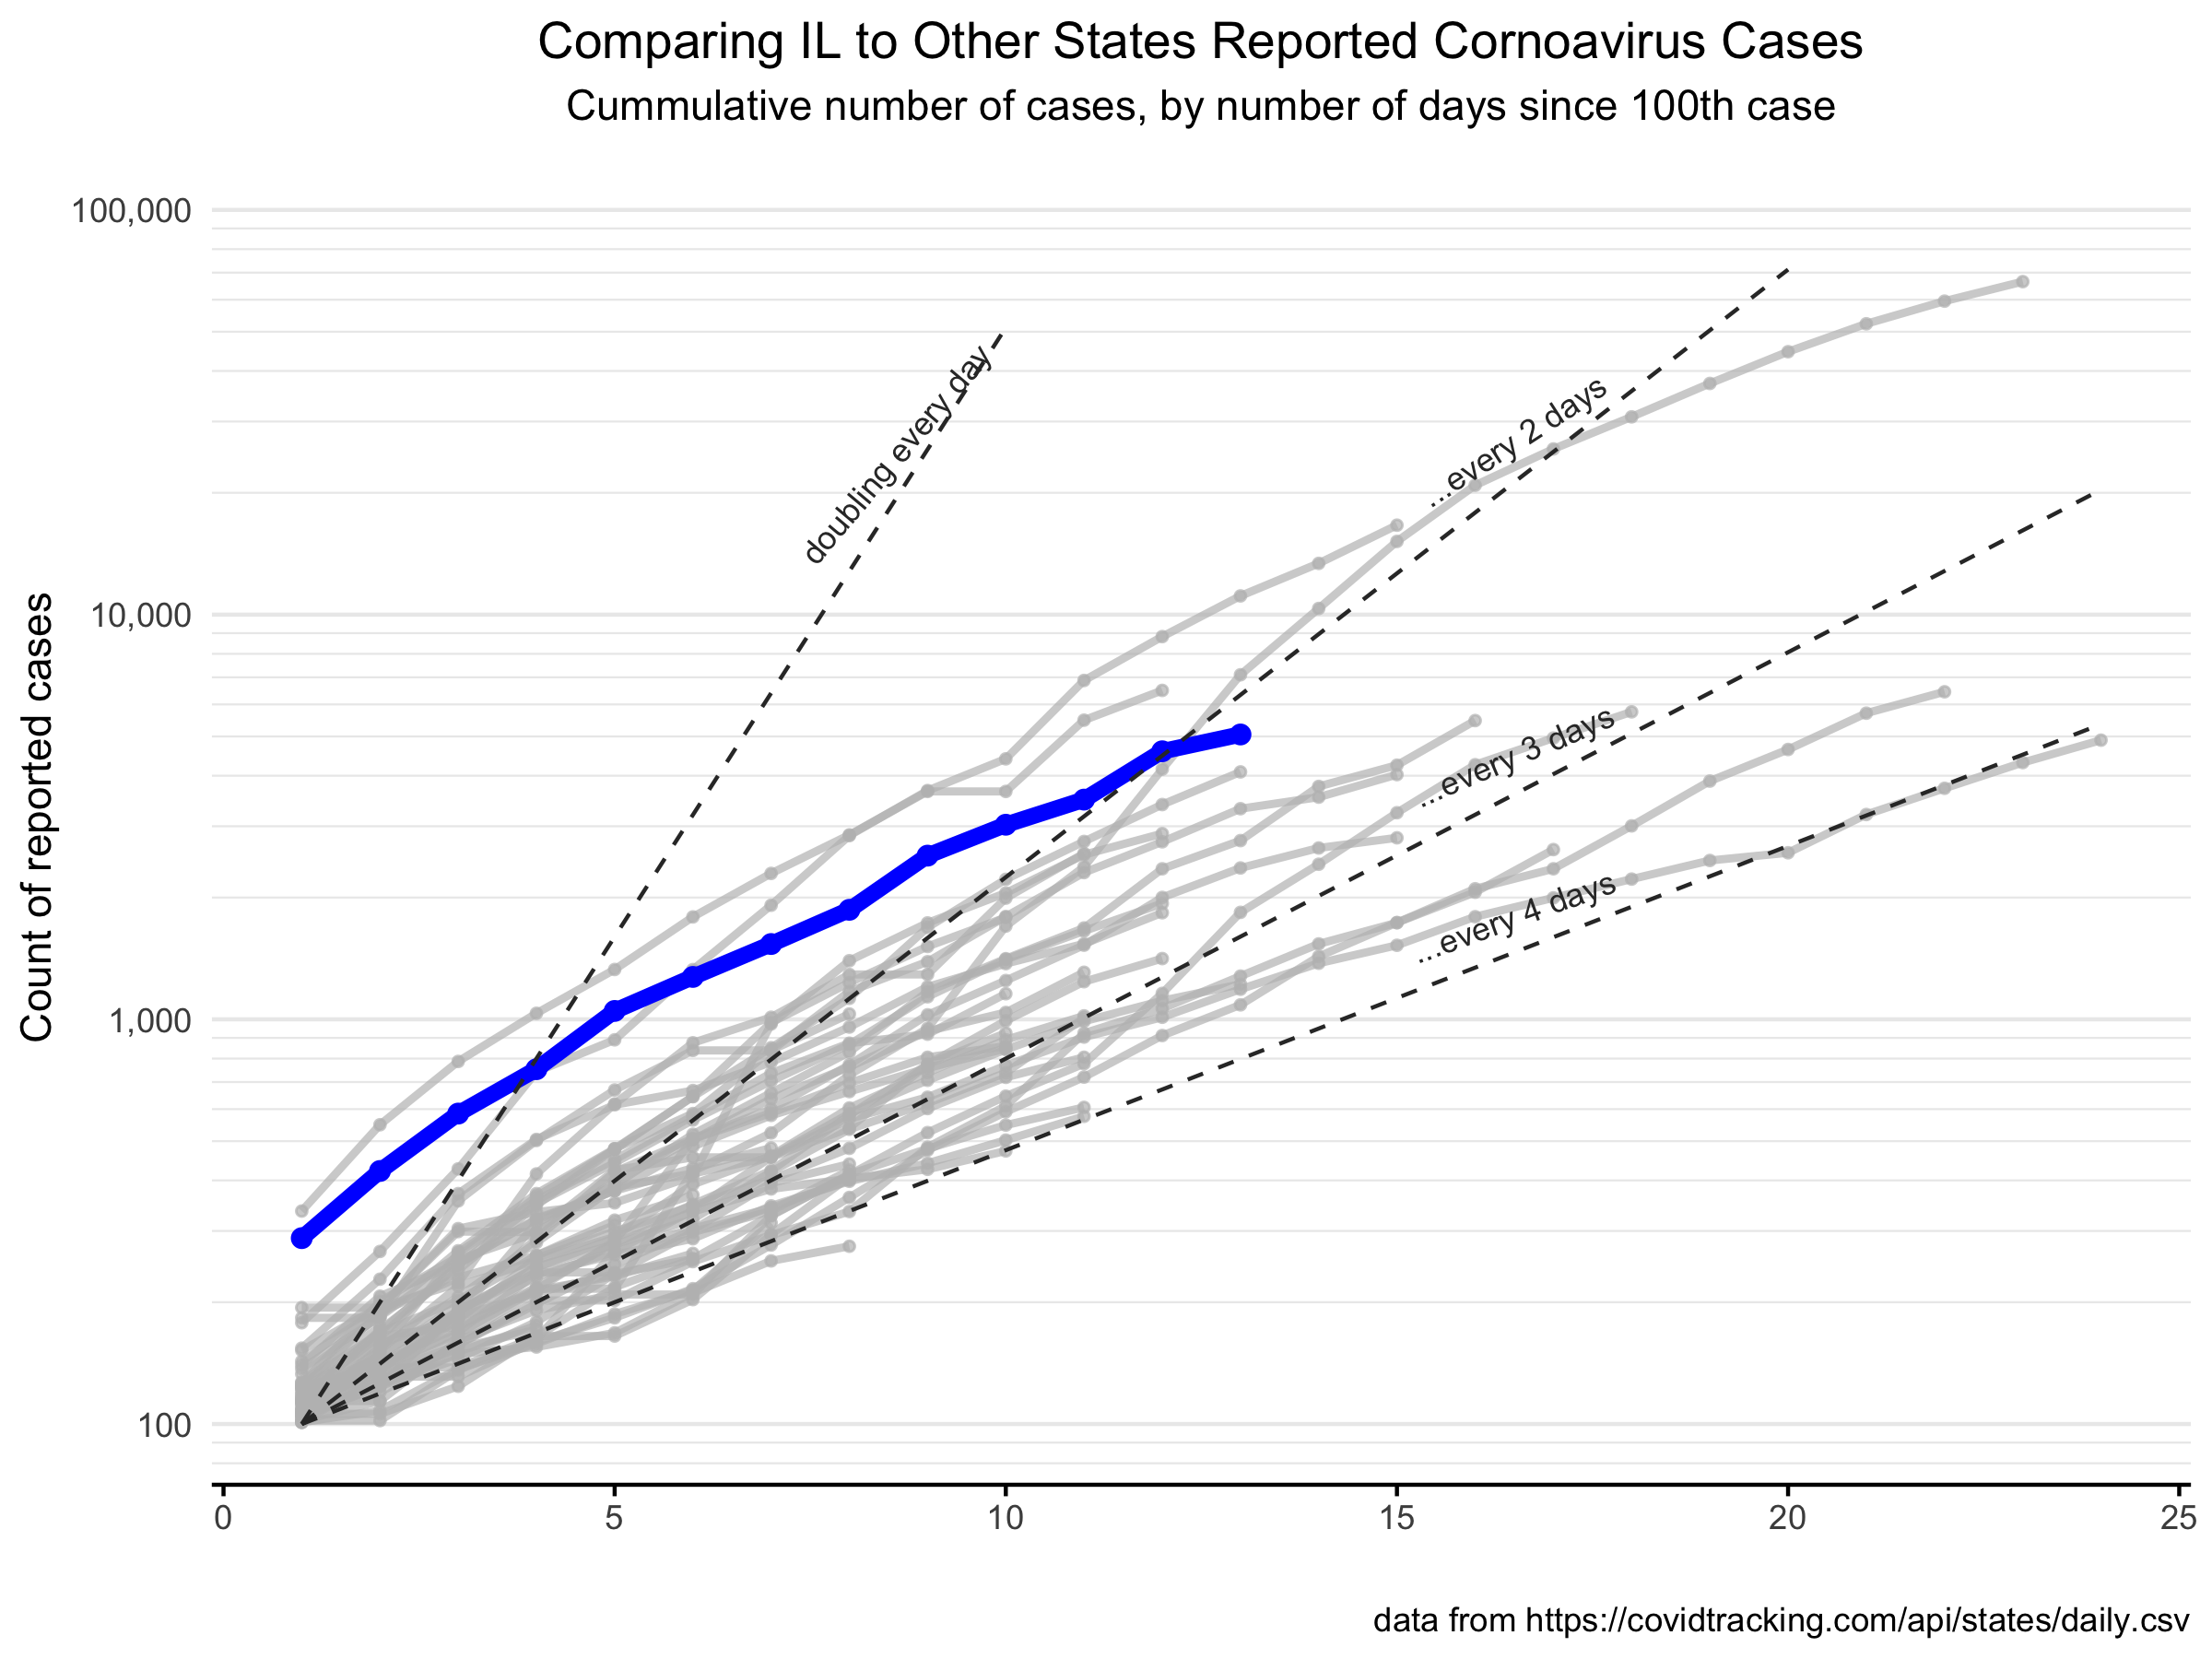 Comparing IL to Other States Reported Cornoavirus Cases
Cummulative number of cases, by number of days since 100th case
100,000
10,000
1,000
100
Count of reported cases
doubling every day
...every 2 days
...every 3 days
...every 4 days
0 5 10 15 20 25
data from https://covidtracking.com/api/states/daily.csv